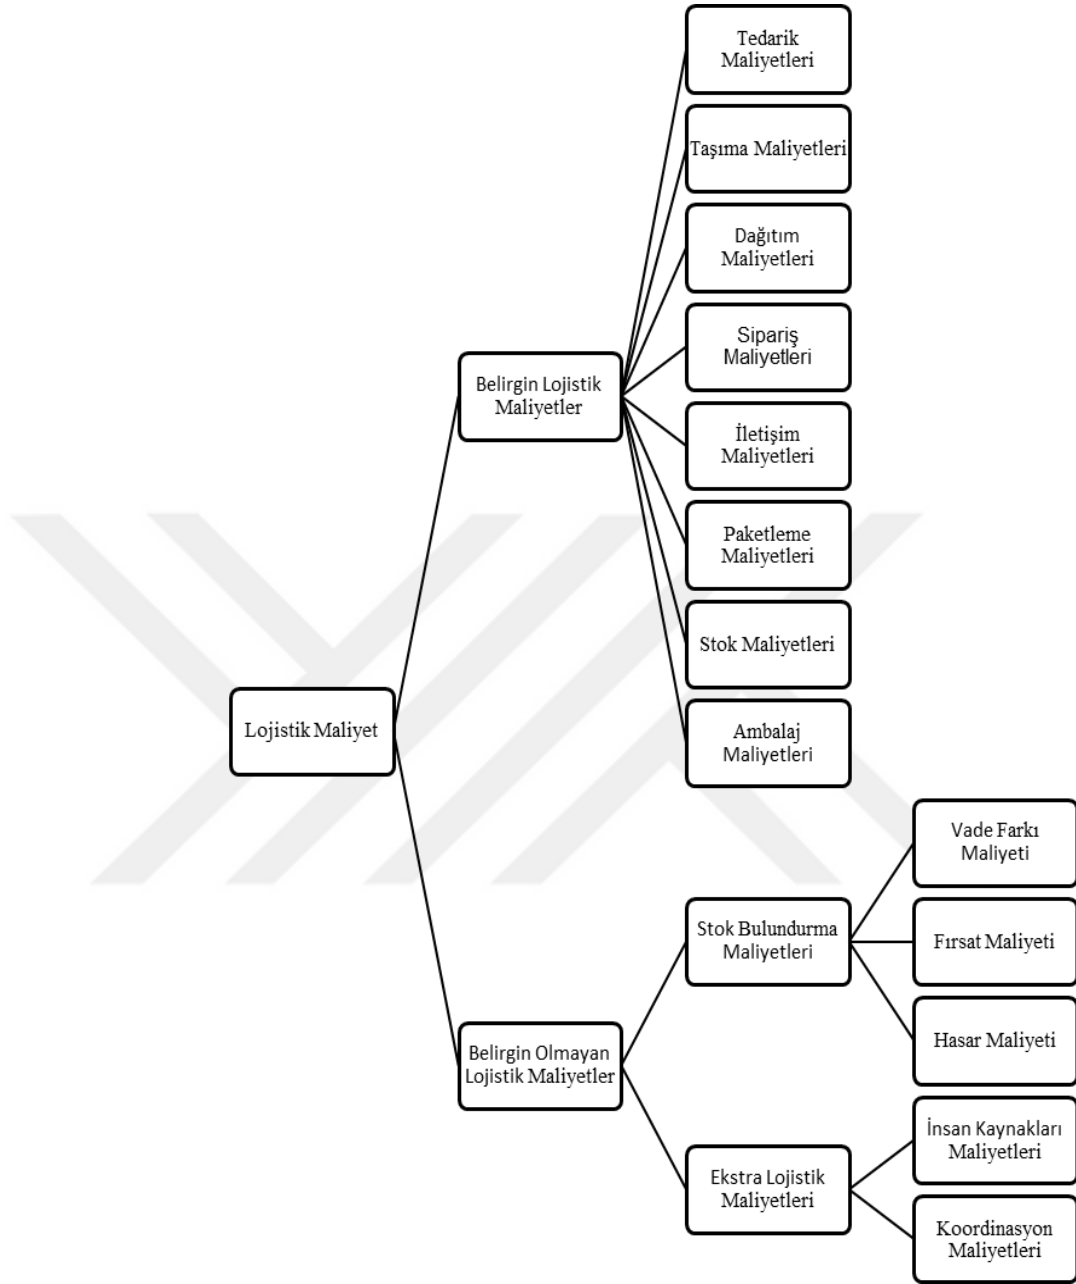 Tedarik
Maliyetleri
Taşıma Maliyetleri
Dağıtım
Maliyetleri
Sipariş
Maliyetleri
Belirgin Lojistik
Maliyetler
İletişim
Maliyetleri
Paketleme
Maliyetleri
Stok Maliyetleri
Lojistik Maliyet
Ambalaj
Maliyetleri
Vade Farkı
Maliyeti
Stok Bulundurma
Maliyetleri
Fırsat Maliyeti
Hasar Maliyeti
Belirgin Olmayan
Lojistik Maliyetler
İnsan Kaynakları
Maliyetleri
Ekstra Lojistik
Maliyetleri
Koordinasyon
Maliyetleri